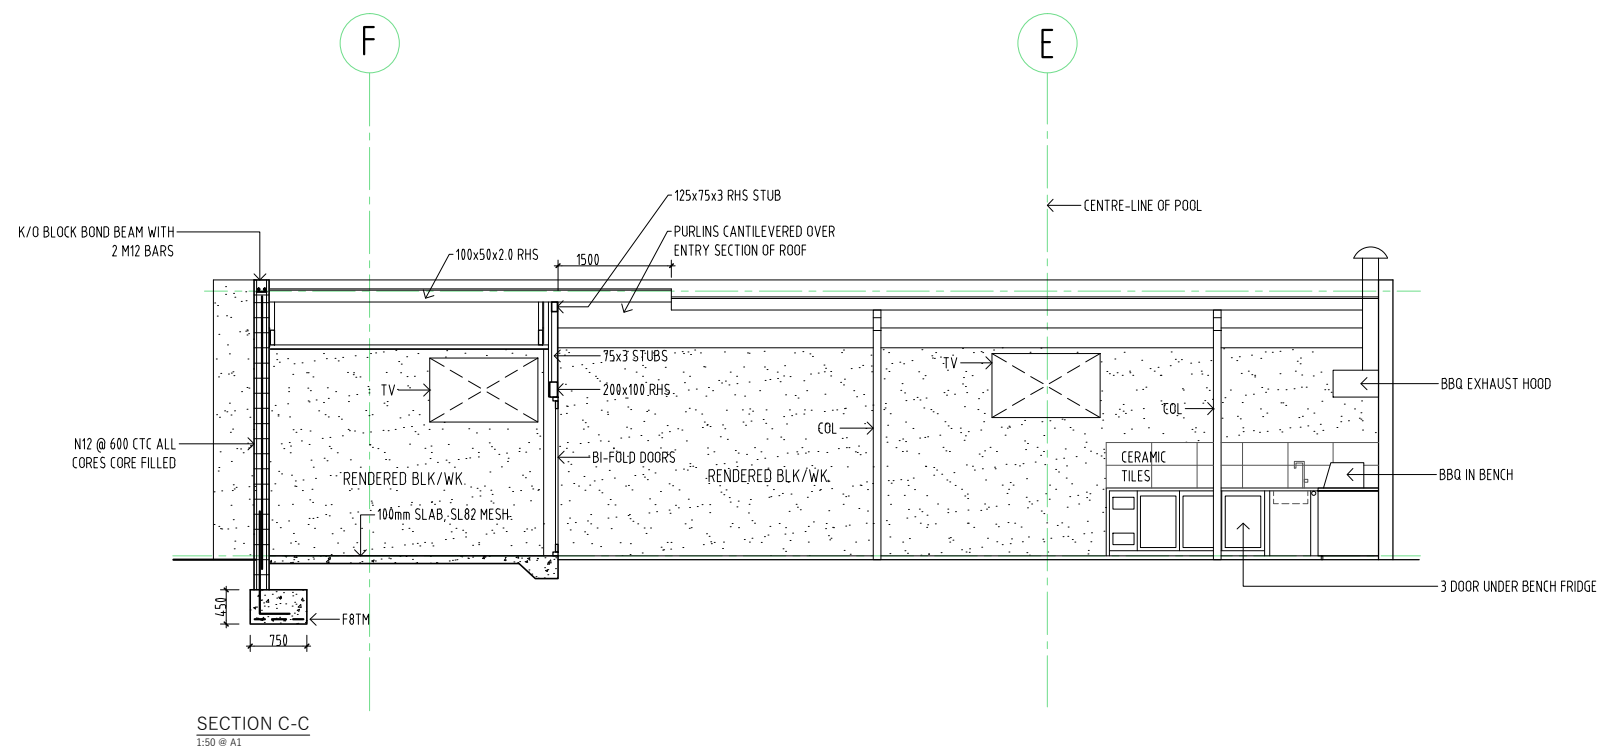 F
E
125x75x3 RHS STUB
CENTRE-LINE OF POOL
K/O BLOCK BOND BEAM WITH
2 M12 BARS
PURLINS CANTILEVERED OVER
ENTRY SECTION OF ROOF
100x50x2.0 RHS
1500
75x3 STUBS
TV
TV
200x100 RHS
BBQ EXHAUST HOOD
COL
COL
N12 @ 600 CTC ALL
CORES CORE FILLED
BI-FOLD DOORS
CERAMIC
TILES
RENDERED BLK/WK.
RENDERED BLK/WK.
BBQ IN BENCH
100mm SLAB, SL82 MESH.
3 DOOR UNDER BENCH FRIDGE
450
F8TM
750
SECTION C-C
1:50 @ A1